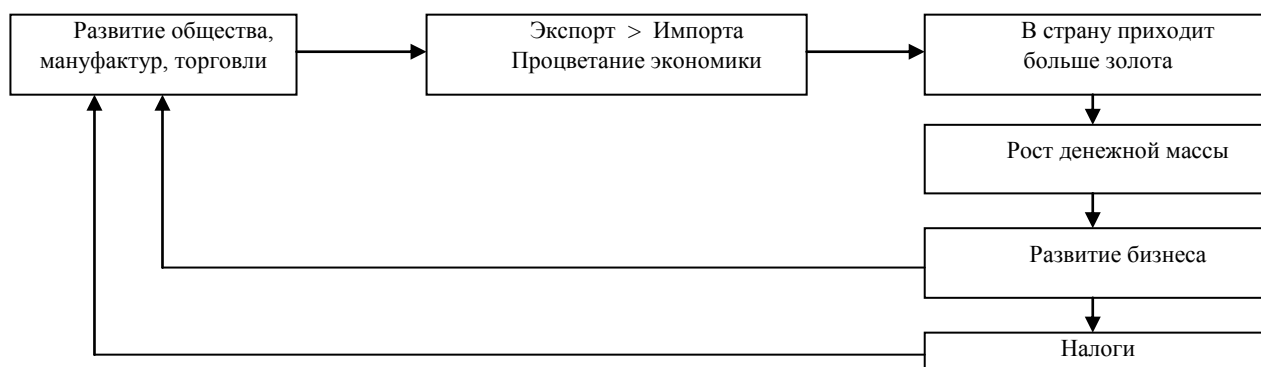 Развитие общества,
мануфактур, торговли
Экспорт > Импорта
Процветание экономики
В страну приходит
больше золота
Рост денежной массы
Развитие бизнеса
Налоги